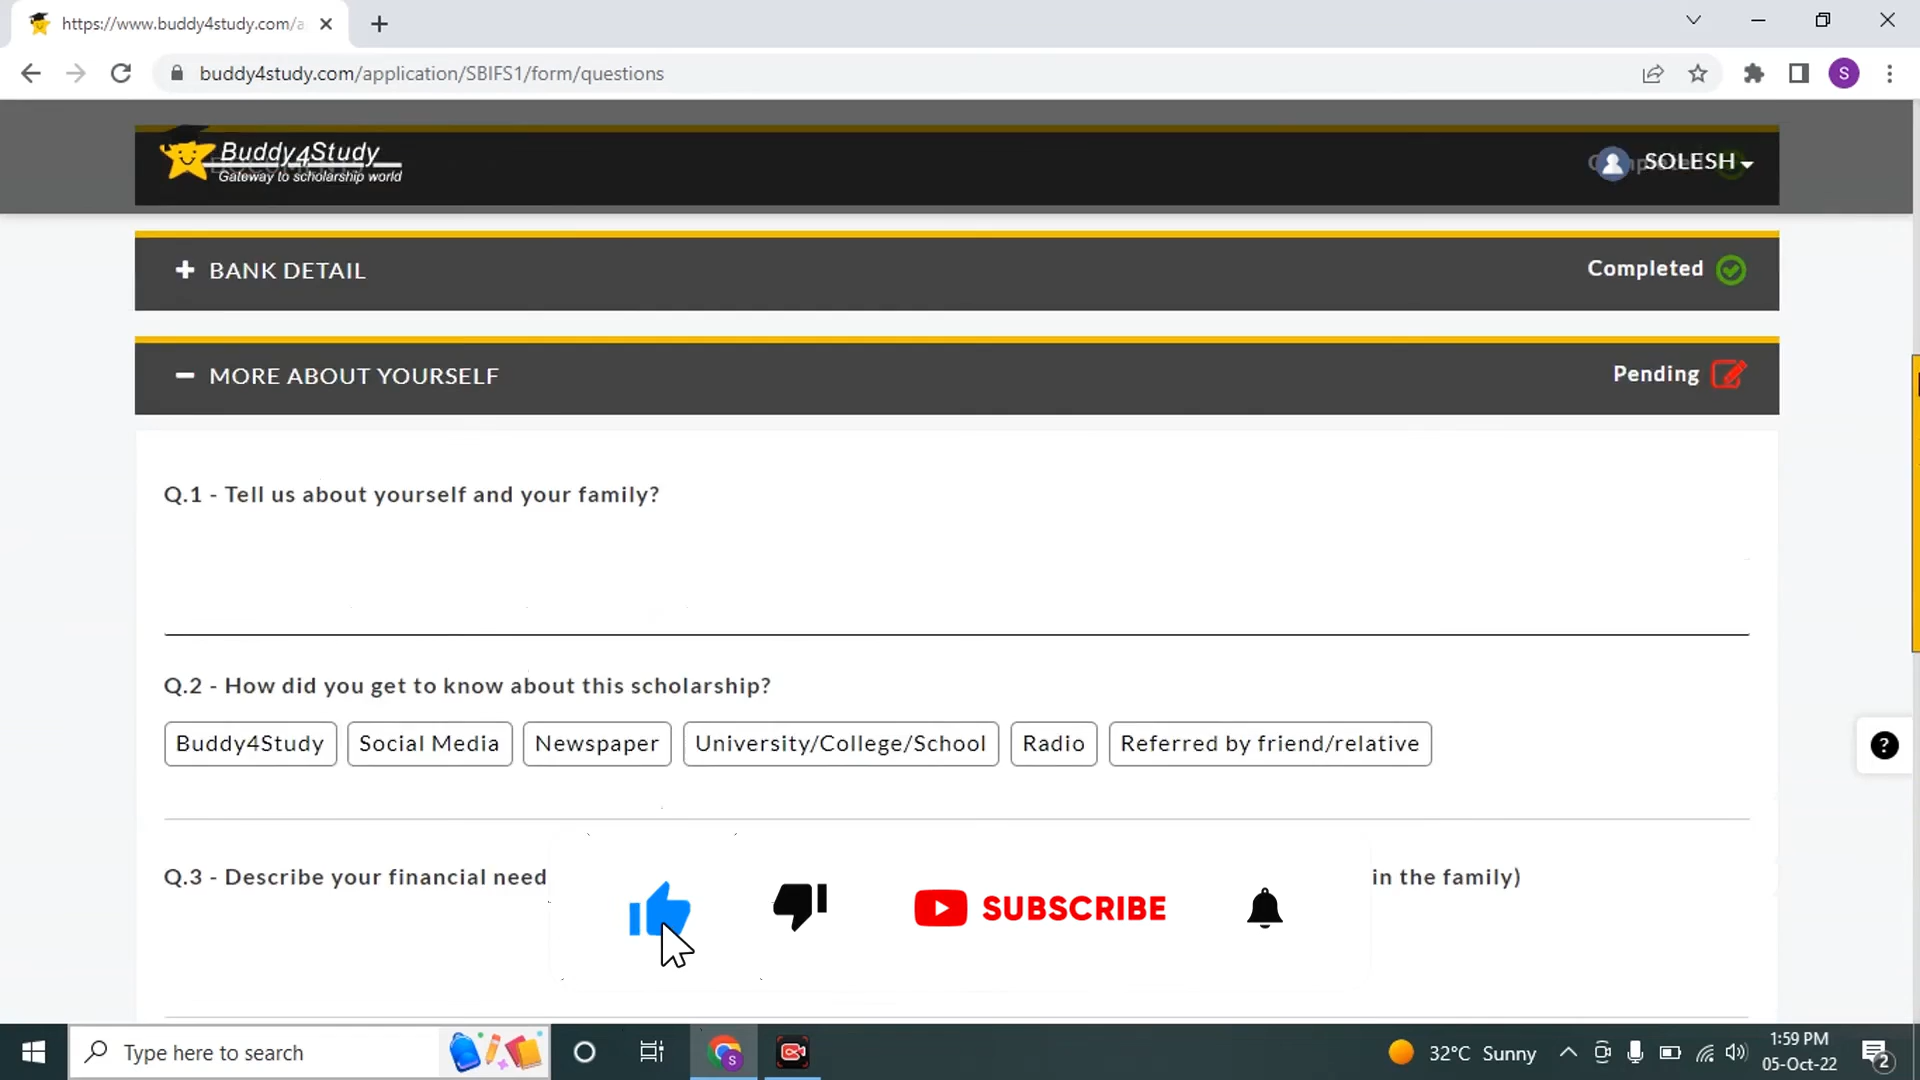 https://www.buddy4study.com/a
buddy4study.com/application/SBIFS1/form/questions
S
Buddy4Study
Gateway to scholarship world
SOLESH
BANK DETAIL
Completed
MORE ABOUT YOURSELF
Pending
Q.1 - Tell us about yourself and your family?
Q.2 - How did you get to know about this scholarship?
Buddy4Study
Social Media
Newspaper
University/College/School
Radio
Referred by friend/relative
Q.3 - Describe your financial need in the family)
SUBSCRIBE
Type here to search
S
32°C Sunny
1:59 PM
05-Oct-22
2